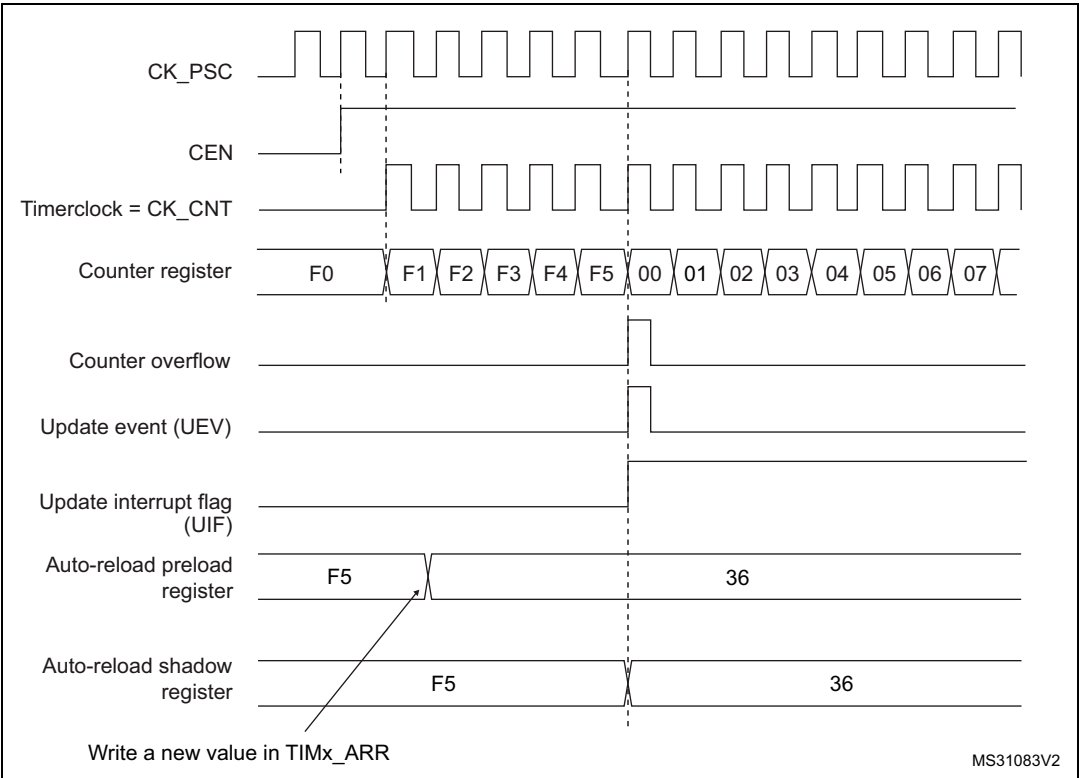 CK_PSC
CEN
Timerclock = CK_CNT
Counter register
F0 F1 F2 F3 F4 F5 00 01 02 03 04 05 06 07
Counter overflow
Update event (UEV)
Update interrupt flag
(UIF)
Auto-reload preload
register
F5 36
Auto-reload shadow
register
F5 36
Write a new value in TIMx_ARR
MS31083V2